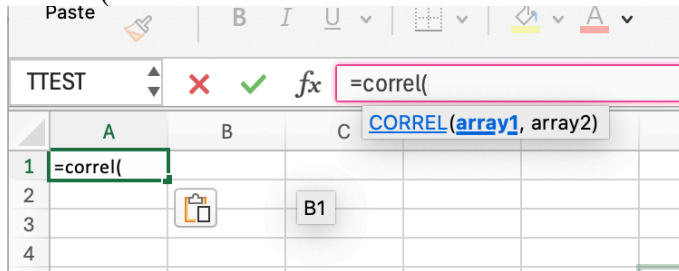 Paste
B I U A
TTEST fx =correl(
CORREL(array1, array2)
A B C
1 =correl(
2
B1
3
4